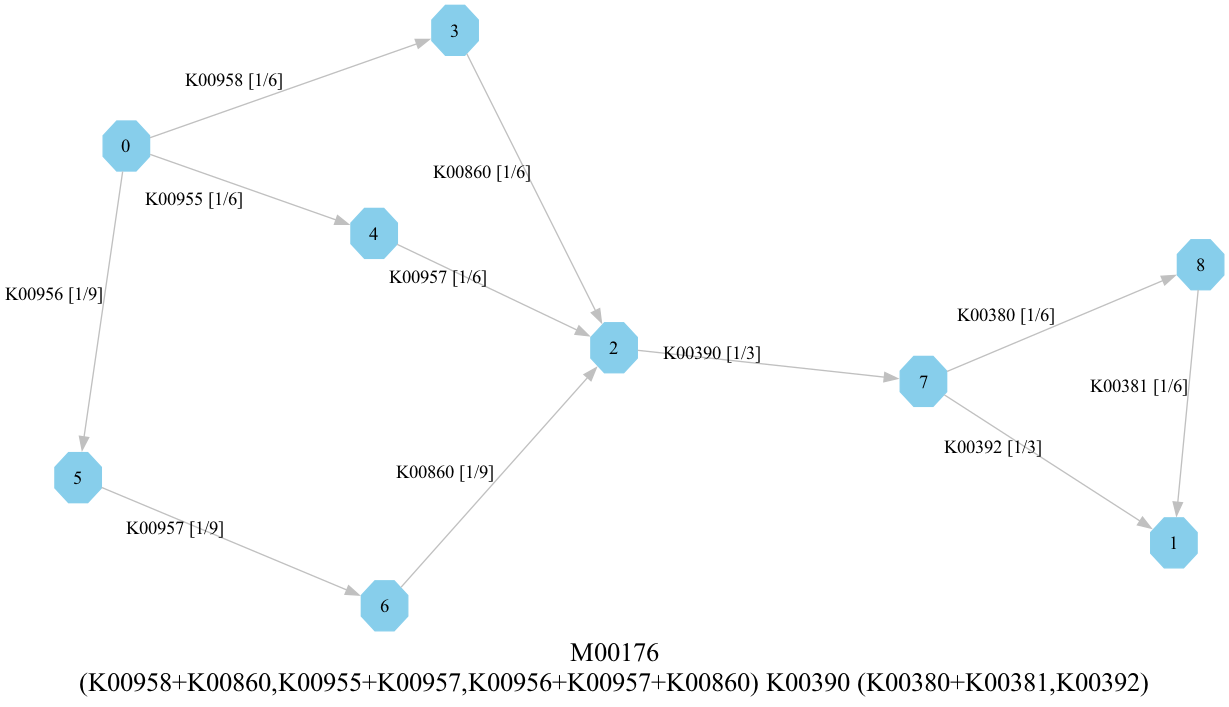 3
K00958 [1/6]
0
K00860 [1/6]
K00955 [1/6]
4
8
K00957 [1/6]
K00956 [1/9]
K00380 [1/6]
2
K00390 [1/3]
7
K00381 [1/6]
K00392 [1/3]
K00860 [1/9]
5
K00957 [1/9]
1
6
M00176
(K00958+K00860,K00955+K00957,K00956+K00957+K00860) K00390 (K00380+K00381,K00392)